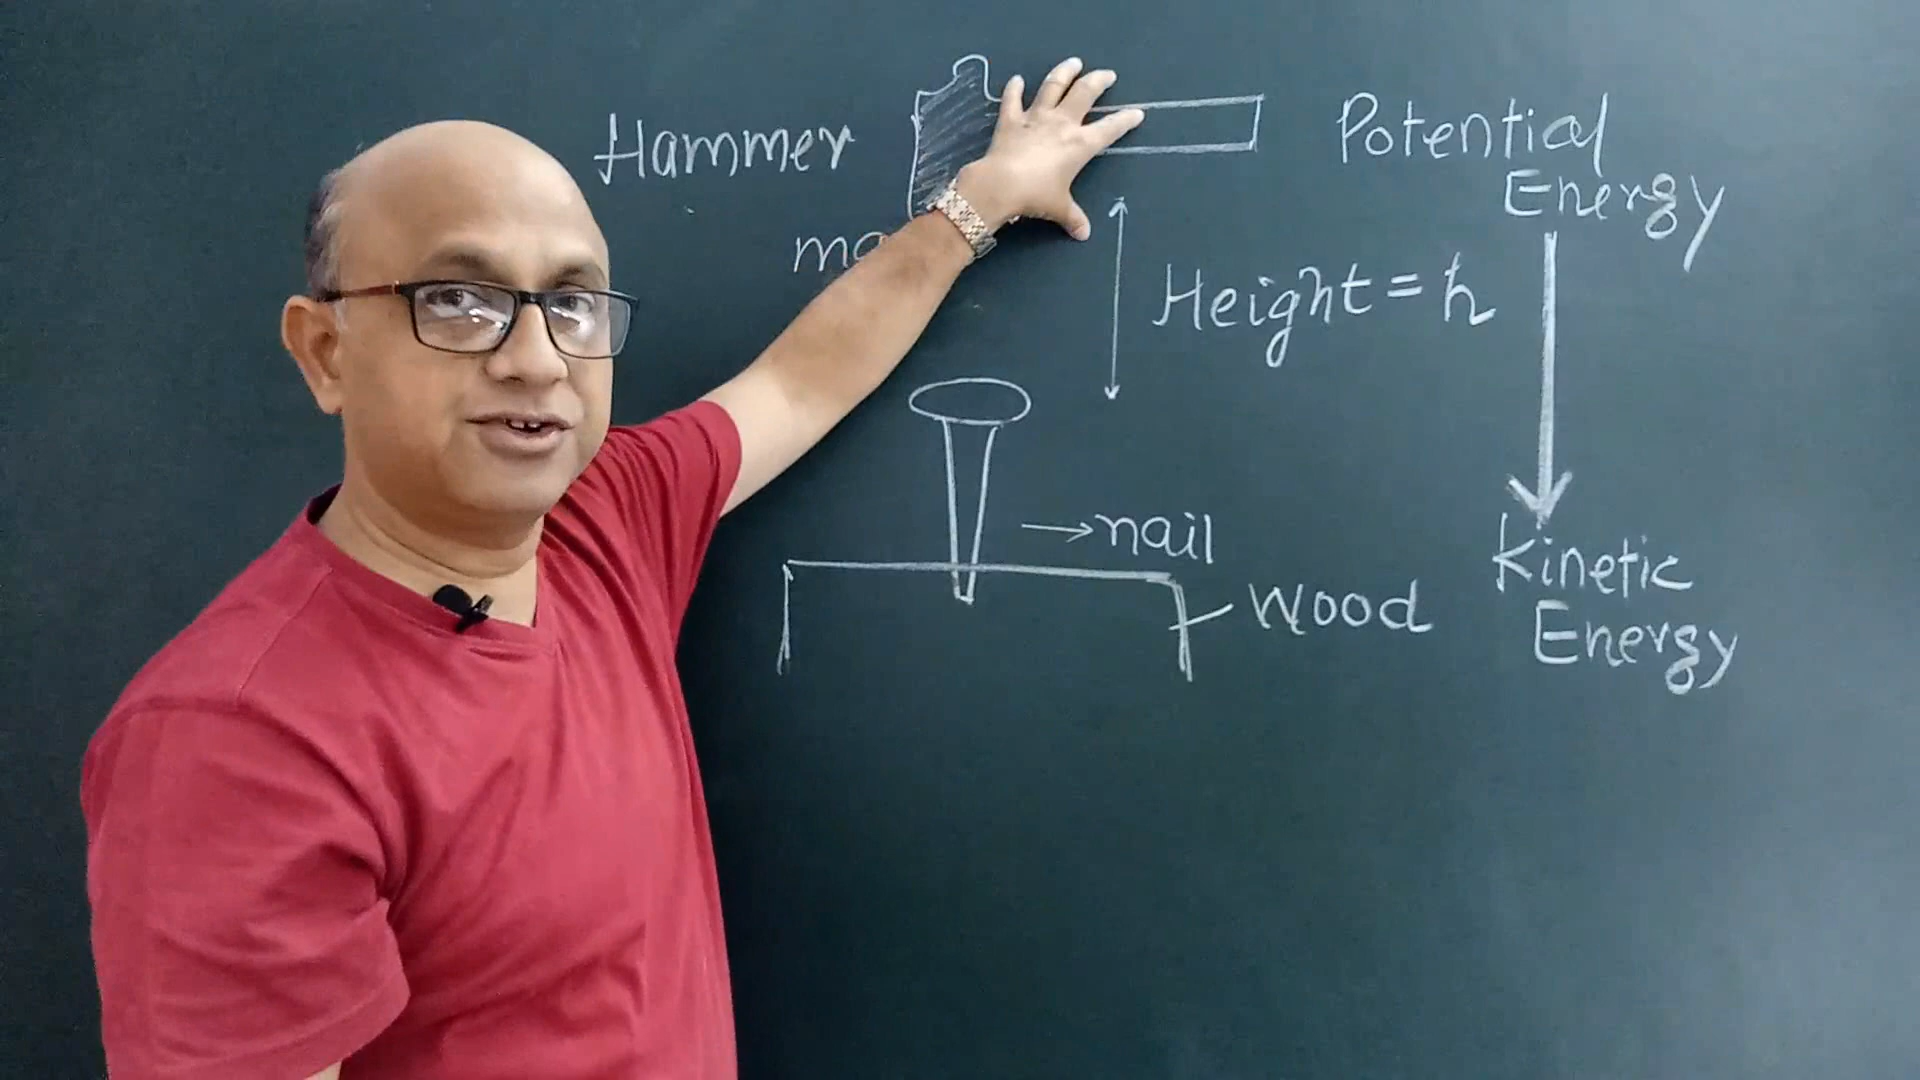 Hammer
Potential
Energy
Height = h
nail
Wood
Kinetic
Energy